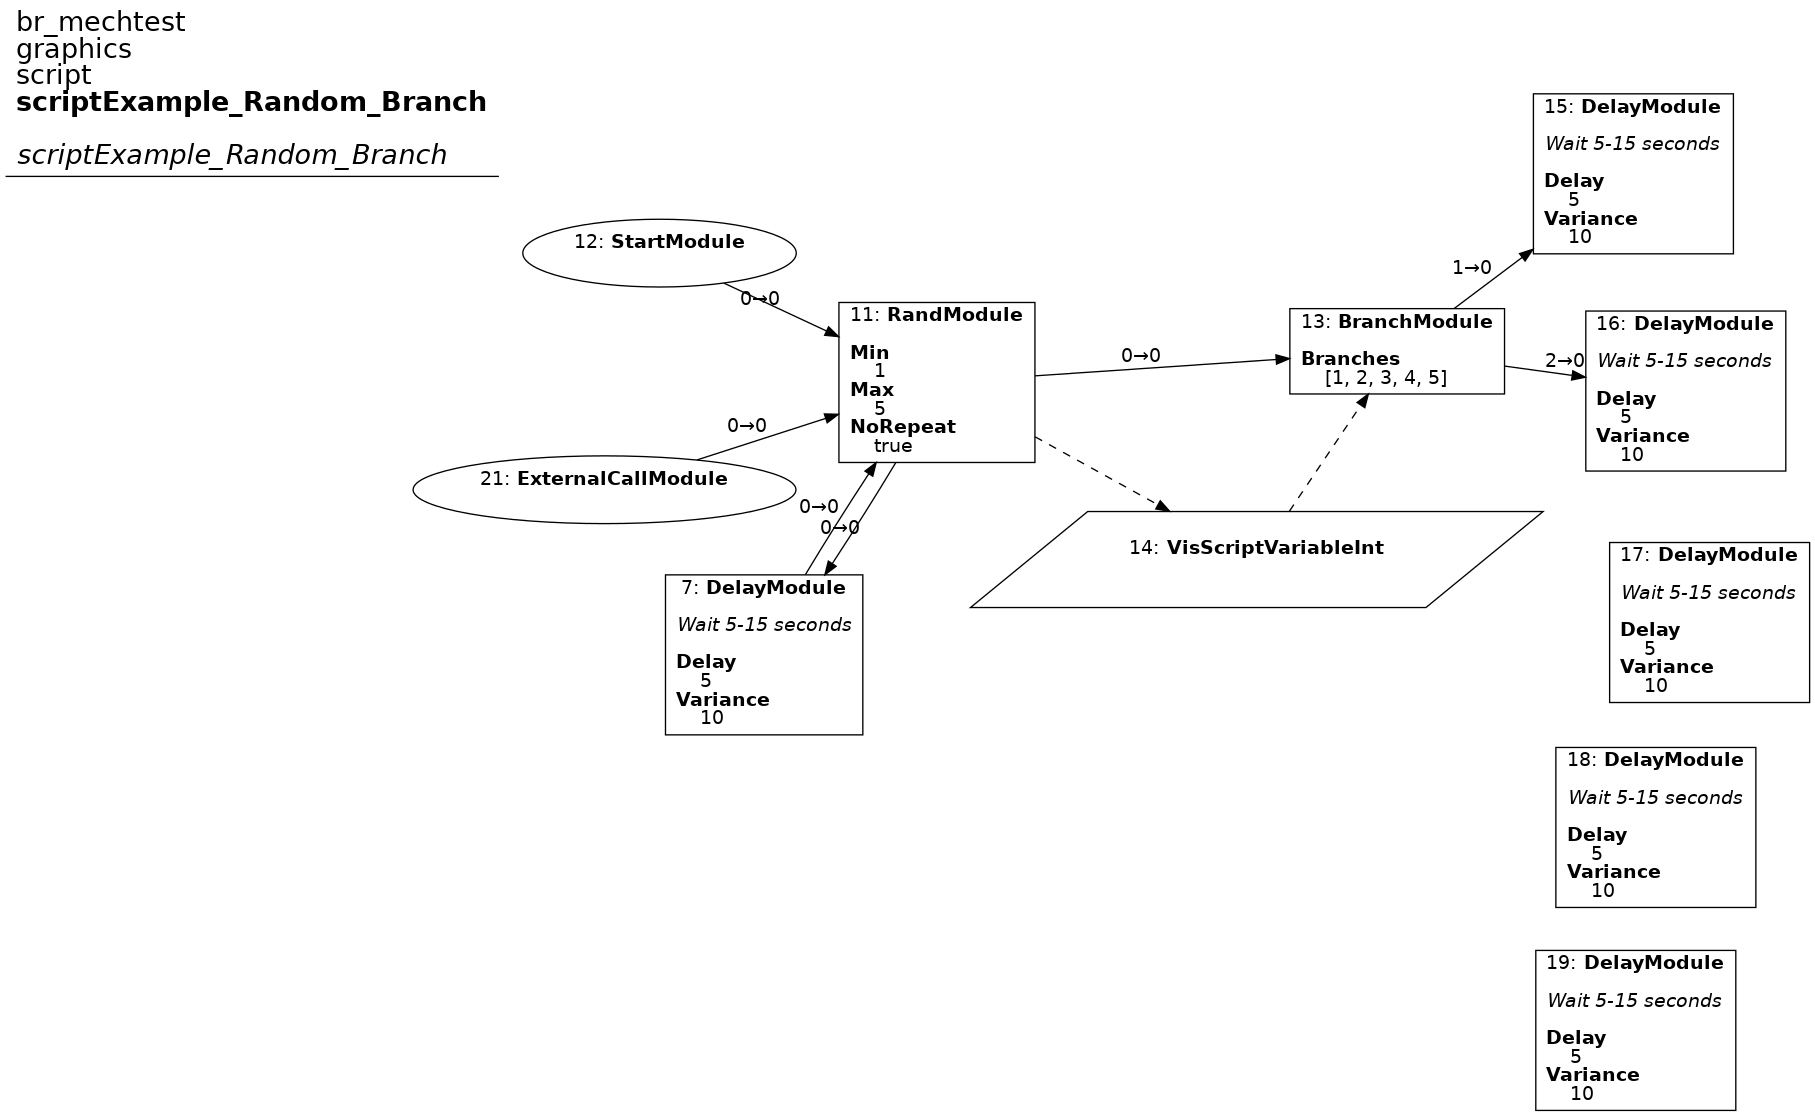 br_mechtest
graphics
script
scriptExample_Random_Branch
scriptExample_Random_Branch
12: StartModule
0→0
11: RandModule
Min
1
Max
5
NoRepeat
true
21: ExternalCallModule
0→0
0→0
0→0
7: DelayModule
Wait 5-15 seconds
Delay
5
Variance
10
0→0
13: BranchModule
Branches
[1, 2, 3, 4, 5]
14: VisScriptVariableInt
1→0
15: DelayModule
Wait 5-15 seconds
Delay
5
Variance
10
2→0
16: DelayModule
Wait 5-15 seconds
Delay
5
Variance
10
17: DelayModule
Wait 5-15 seconds
Delay
5
Variance
10
18: DelayModule
Wait 5-15 seconds
Delay
5
Variance
10
19: DelayModule
Wait 5-15 seconds
Delay
5
Variance
10